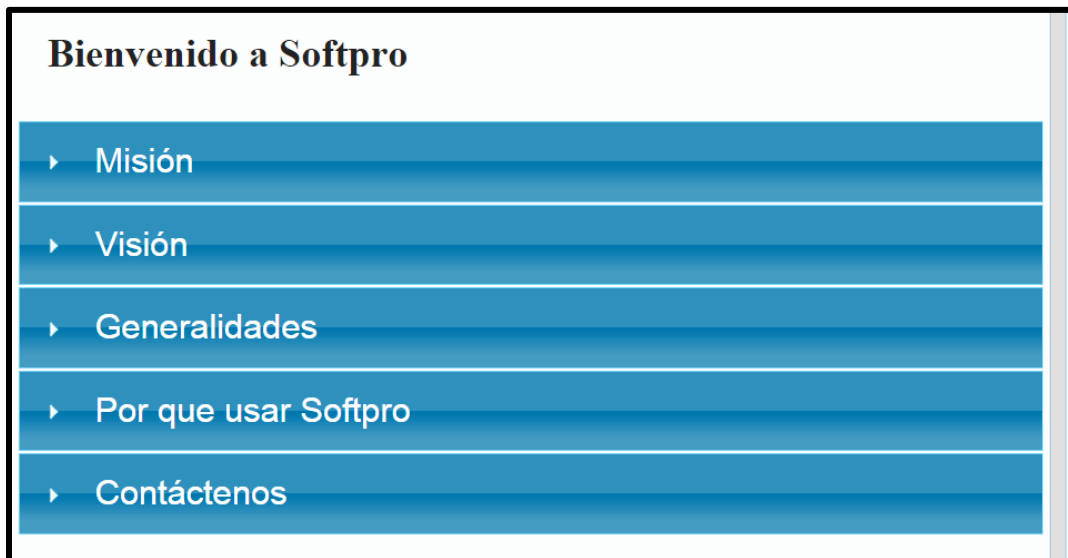 Bienvenido a Softpro
Misión
Visión
Generalidades
Por que usar Softpro
Contáctenos